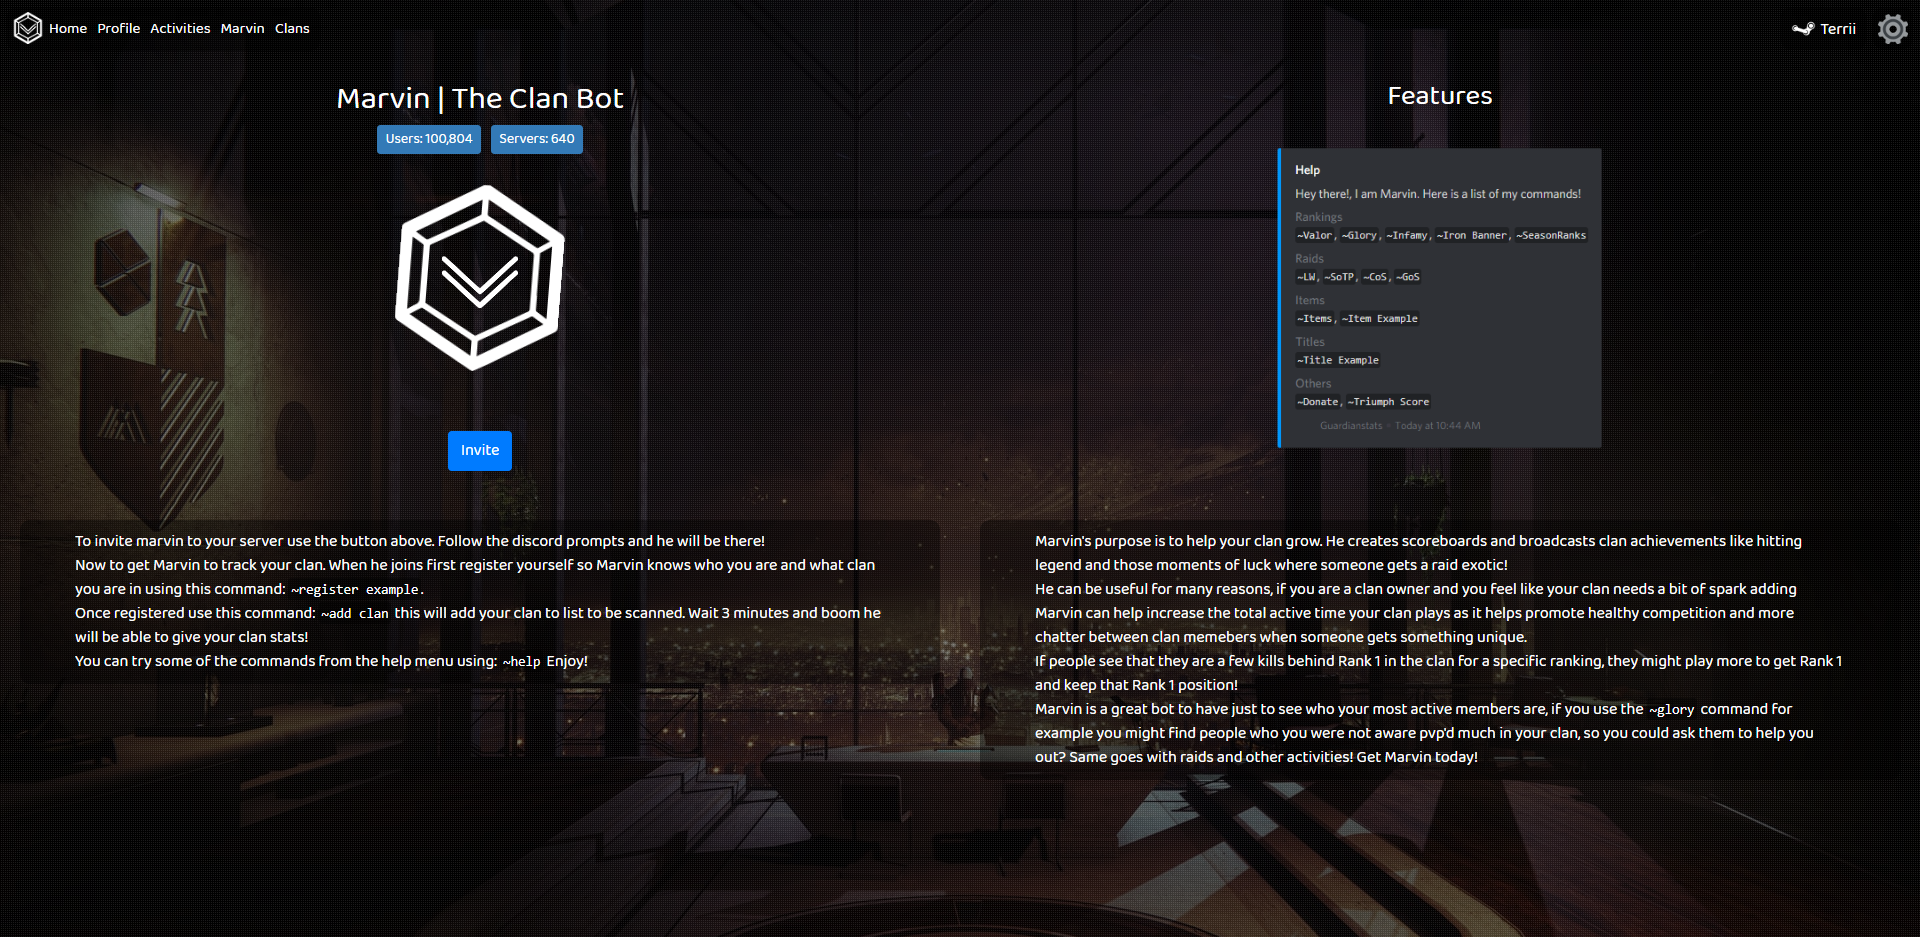 Home Profile Activities Marvin Clans
Terrii
Marvin | The Clan Bot
Users: 100,804 Servers: 640
Invite
To invite marvin to your server use the button above. Follow the discord prompts and he will be there!
Now to get Marvin to track your clan. When he joins first register yourself so Marvin knows who you are and what clan
you are in using this command: ~register example.
Once registered use this command: ~add clan this will add your clan to list to be scanned. Wait 3 minutes and boom he
will be able to give your clan stats!
You can try some of the commands from the help menu using: ~help Enjoy!
Features
Help
Hey there!, I am Marvin. Here is a list of my commands!
Rankings
~Valor, ~Glory, ~Infamy, ~Iron Banner, ~SeasonRanks
Raids
~LW, ~SoTP, ~CoS, ~GoS
Items
~Items, ~Item Example
Titles
~Title Example
Others
~Donate, ~Triumph Score
Guardianstats • Today at 10:44 AM
Marvin's purpose is to help your clan grow. He creates scoreboards and broadcasts clan achievements like hitting
legend and those moments of luck where someone gets a raid exotic!
He can be useful for many reasons, if you are a clan owner and you feel like your clan needs a bit of spark adding
Marvin can help increase the total active time your clan plays as it helps promote healthy competition and more
chatter between clan memebers when someone gets something unique.
If people see that they are a few kills behind Rank 1 in the clan for a specific ranking, they might play more to get Rank 1
and keep that Rank 1 position!
Marvin is a great bot to have just to see who your most active members are, if you use the ~glory command for
example you might find people who you were not aware pvp'd much in your clan, so you could ask them to help you
out? Same goes with raids and other activities! Get Marvin today!